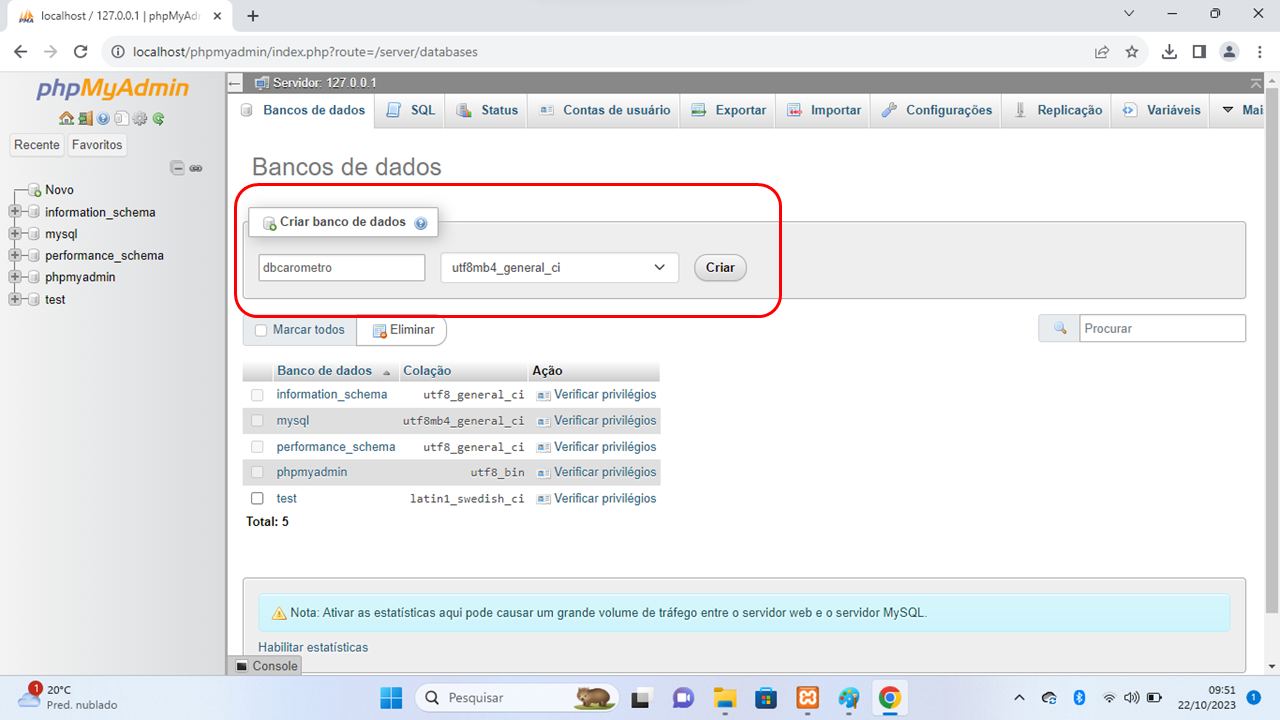 localhost / 127.0.0.1 | phpMyAdr
localhost/phpmyadmin/index.php?route=/server/databases
phpMyAdmin
Recente Favoritos
Novo
information_schema
mysql
performance_schema
phpmyadmin
test
Servidor: 127.0.0.1
Bancos de dados SQL Status Contas de usuário Exportar Importar Configurações Replicação Variáveis Mai
Bancos de dados
Criar banco de dados
dbcarometro utf8mb4_general_ci Criar
Marcar todos Eliminar Procurar
Banco de dados Colação Ação
information_schema utf8_general_ci Verificar privilégios
mysql utf8mb4_general_ci Verificar privilégios
performance_schema utf8_general_ci Verificar privilégios
phpmyadmin utf8_bin Verificar privilégios
test latin1_swedish_ci Verificar privilégios
Total: 5
Nota: Ativar as estatísticas aqui pode causar um grande volume de tráfego entre o servidor web e o servidor MySQL.
Habilitar estatísticas
Console
1 20°C
Pred. nublado
Pesquisar
09:51
22/10/2023
1